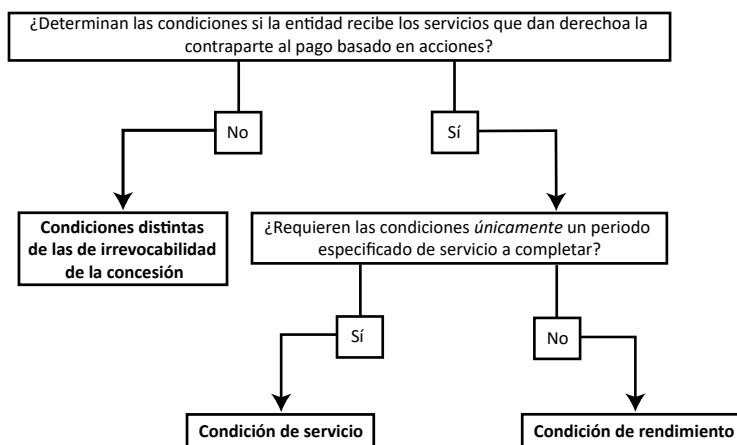 ¿Determinan las condiciones si la entidad recibe los servicios que dan derechoa la
contraparte al pago basado en acciones?
No
Sí
Condiciones distintas
de las de irrevocabilidad
de la concesión
¿Requieren las condiciones únicamente un periodo
especificado de servicio a completar?
Sí
No
Condición de servicio
Condición de rendimiento